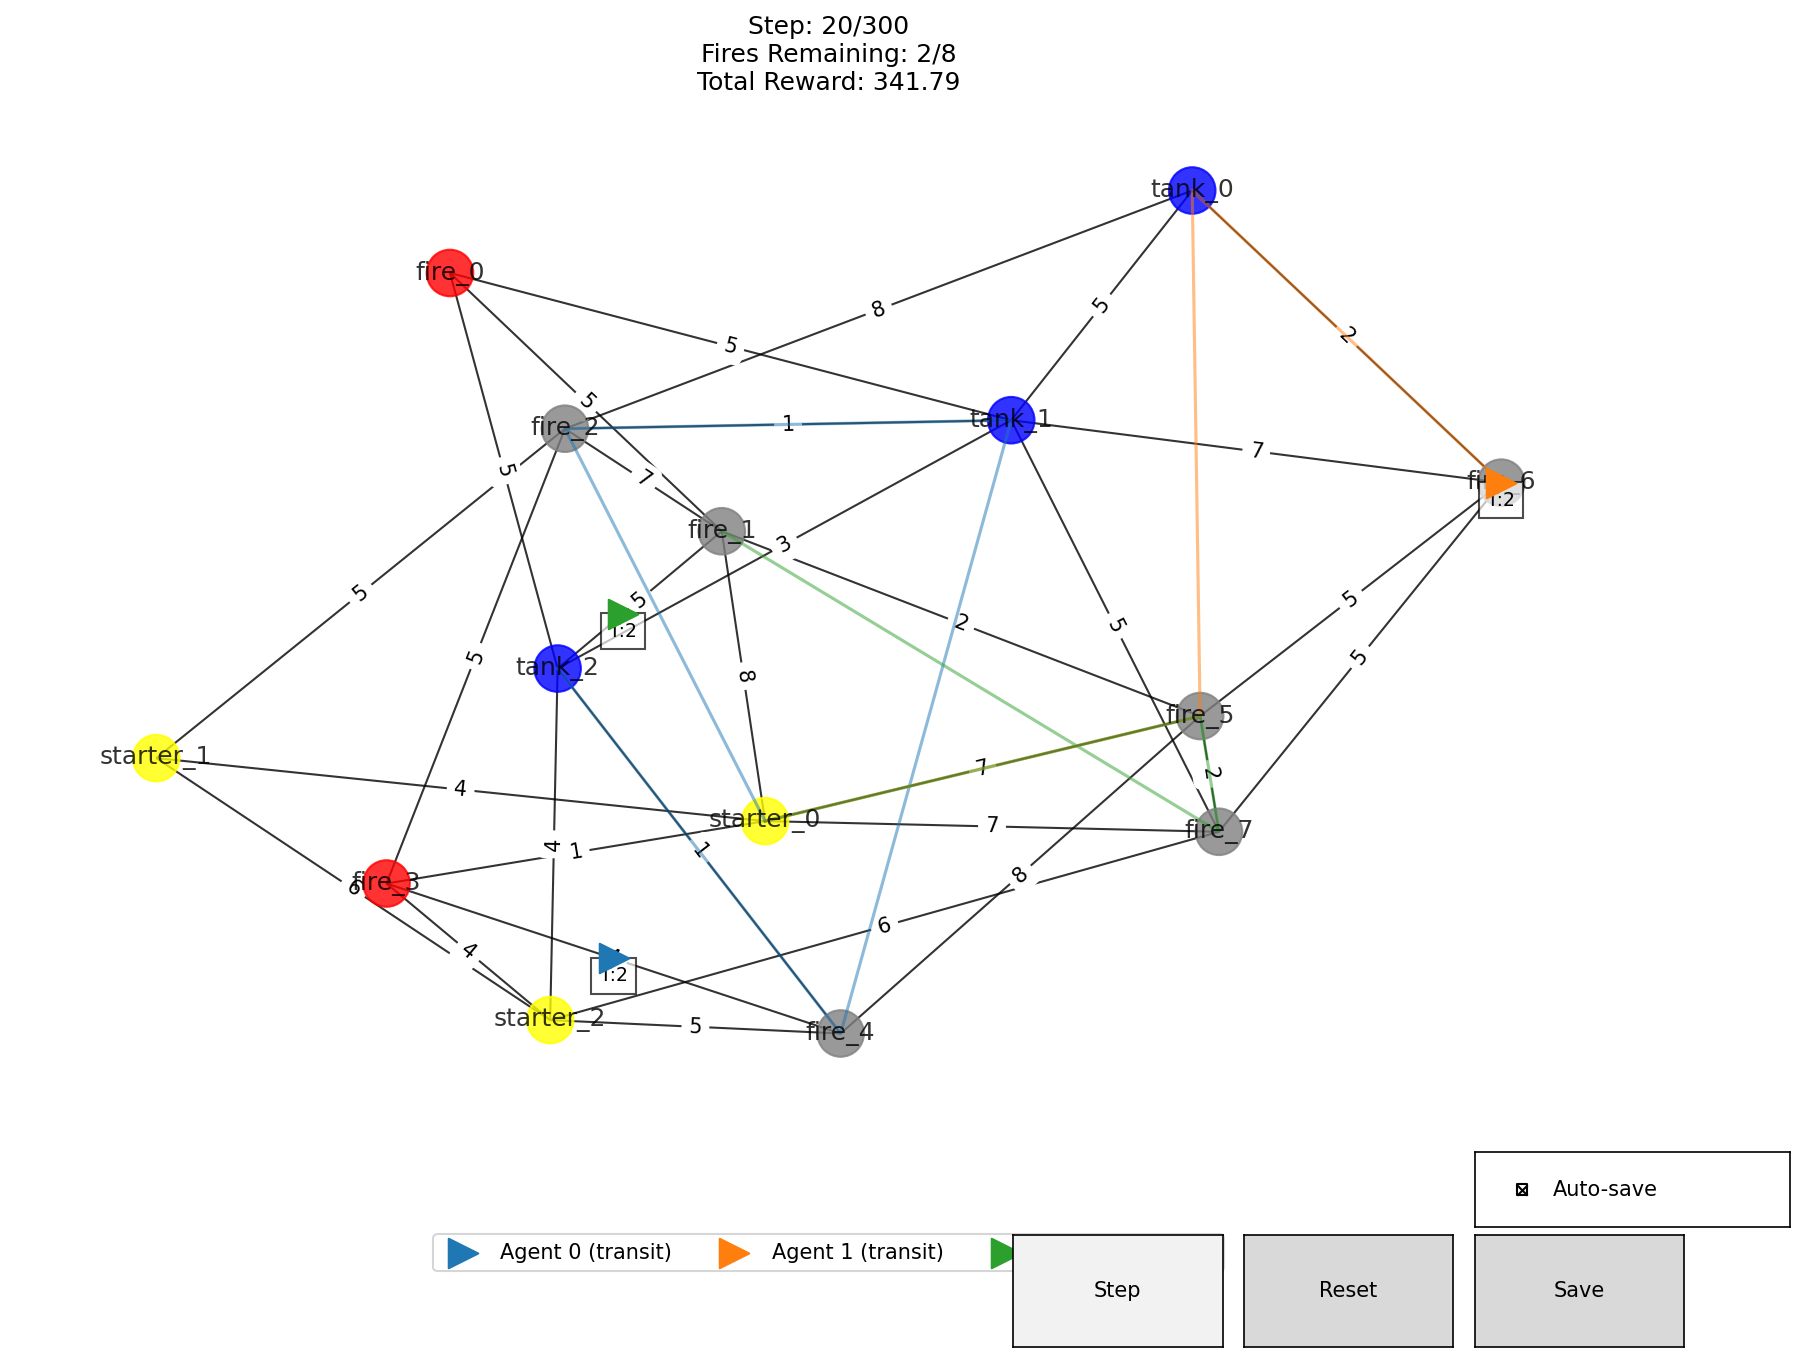 Step: 20/300
Fires Remaining: 2/8
Total Reward: 341.79
tank_0
fire_0
8
5
2
5
5
fire_2
1
tank_1
7
5
7
fire_1
3
T:2
5
5
5
2
5
5
T:2
tank_2
5
8
5
fire_5
starter_1
4
starter_0
7
2
7
fire_7
4
1
1
6
fire_3
8
4
6
T:2
starter_2
5
fire_4
Auto-save
Agent 0 (transit)
Agent 1 (transit)
Step
Reset
Save